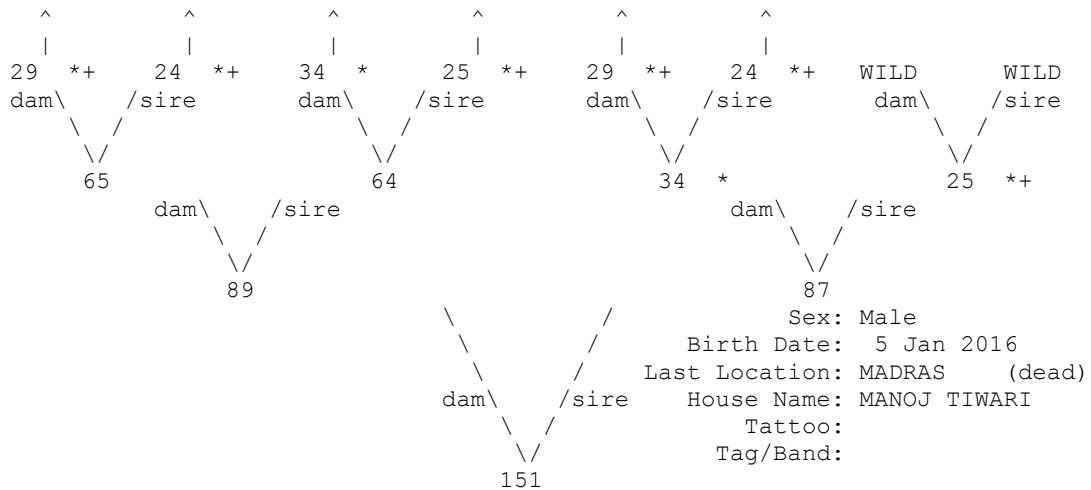 ^ ^ ^ ^ ^ ^
| | | | | |
29 *+ 24 *+ 34 * 25 *+ 29 *+ 24 *+ WILD WILD
dam\ /sire dam\ /sire dam\ /sire dam\ /sire
\ / \ / \ / \ /
\/ \/ \/ \/
65 64 34 * 25 *+
dam\ /sire dam\ /sire
\ / \ /
\/ \/
89 87
\ / Sex: Male
\ / Birth Date: 5 Jan 2016
\ / Last Location: MADRAS (dead)
dam\ /sire House Name: MANOJ TIWARI
\ / Tattoo:
\/ Tag/Band:
151